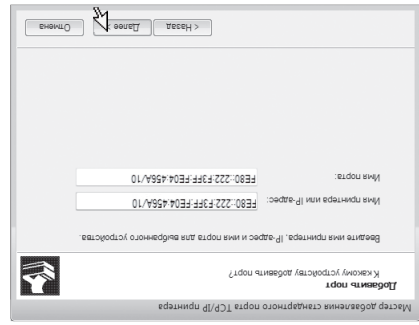 Мастер добавления стандартного порта TCP/IP принтера
Добавить порт
К какому устройству добавить порт?
Введите имя принтера, IP-адрес и имя порта для выбранного устройства.
Имя принтера или IP-адрес: FE80::222:F3FF:FE04:456A/10
Имя порта: FE80::222:F3FF:FE04:456A/10
< Назад Далее > Отмена